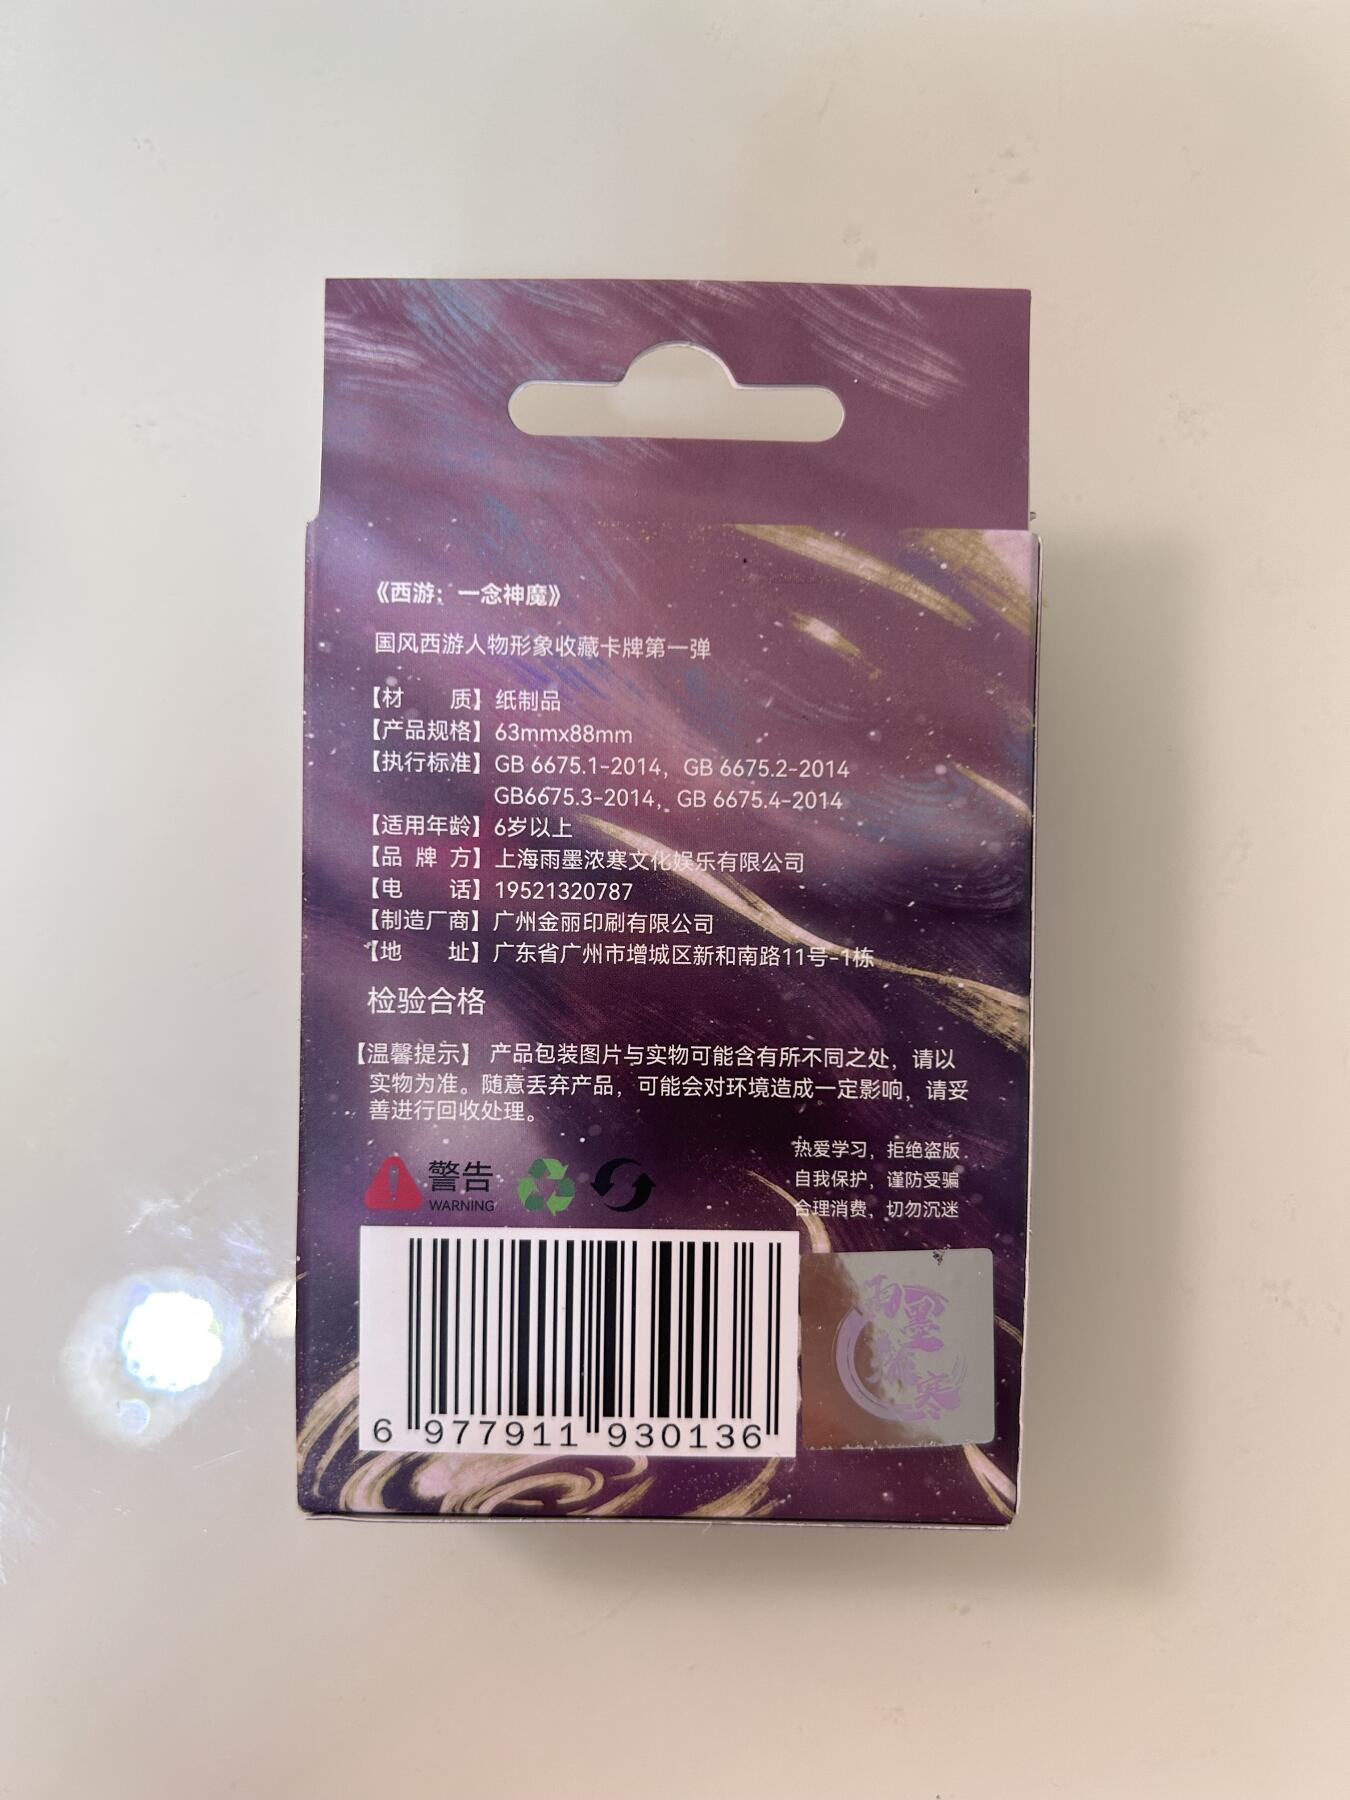 《西游：一念神魔》
国风西游人物形象收藏卡牌第一弹
【材 质】纸制品
【产品规格】63mmx88mm
【执行标准】GB 6675.1-2014，GB 6675.2-2014
GB6675.3-2014，GB 6675.4-2014
【适用年龄】6岁以上
【品 牌 方】上海雨墨浓寒文化娱乐有限公司
【电 话】19521320787
【制造厂商】广州金丽印刷有限公司
【地 址】广东省广州市增城区新和南路11号-1栋
检验合格
【温馨提示】 产品包装图片与实物可能含有所不同之处，请以
实物为准。随意丢弃产品，可能会对环境造成一定影响，请妥
善进行回收处理。
热爱学习，拒绝盗版
自我保护，谨防受骗
合理消费，切勿沉迷
警告
WARNING
6 977911 930136
雨墨浓寒